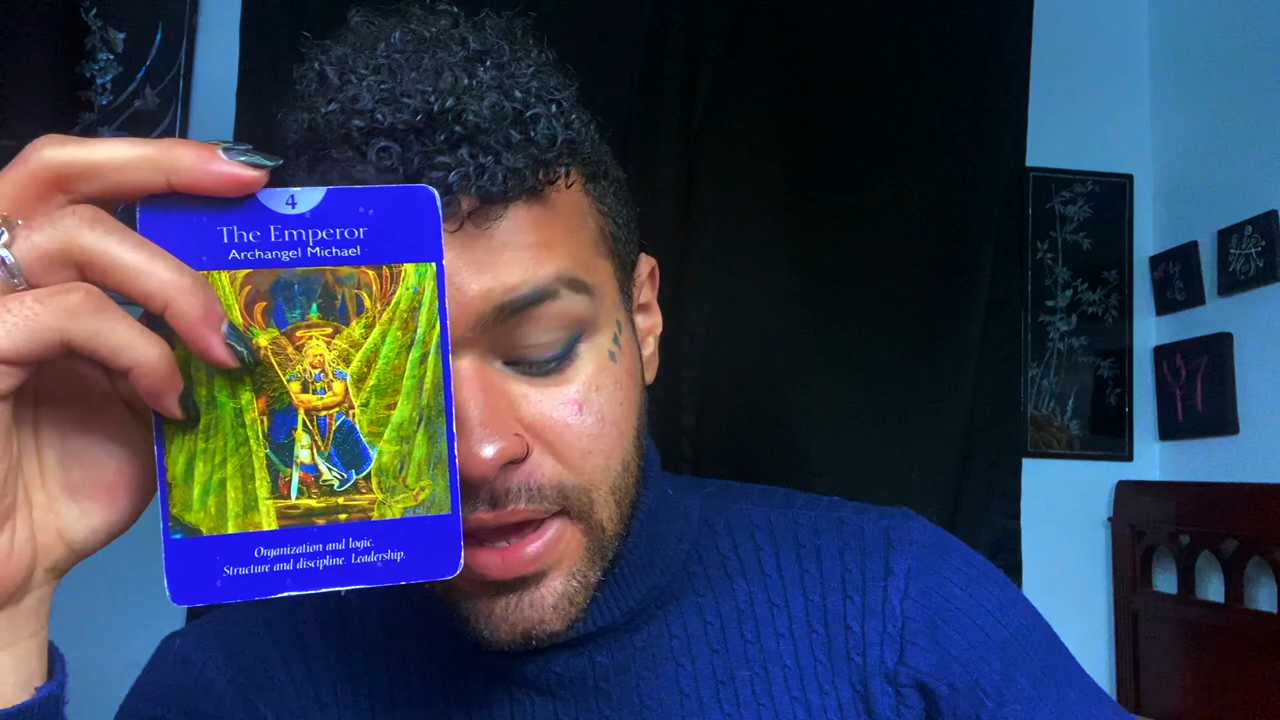 4
The Emperor
Archangel Michael
Organization and logic.
Structure and discipline. Leadership.